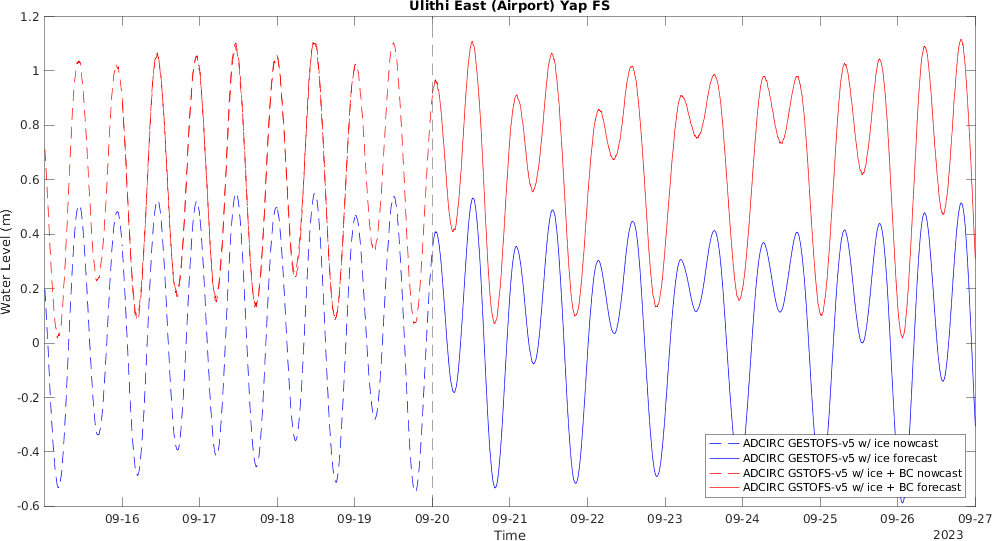 Ulithi East (Airport) Yap FS
1.2
1
0.8
0.6
0.4
0.2
0
-0.2
-0.4
-0.6
Water Level (m)
ADCIRC GESTOFS-v5 w/ ice nowcast
ADCIRC GESTOFS-v5 w/ ice forecast
ADCIRC GSTOFS-v5 w/ ice + BC nowcast
ADCIRC GSTOFS-v5 w/ ice + BC forecast
09-16 09-17 09-18 09-19 09-20 09-21 09-22 09-23 09-24 09-25 09-26 09-27
Time
2023